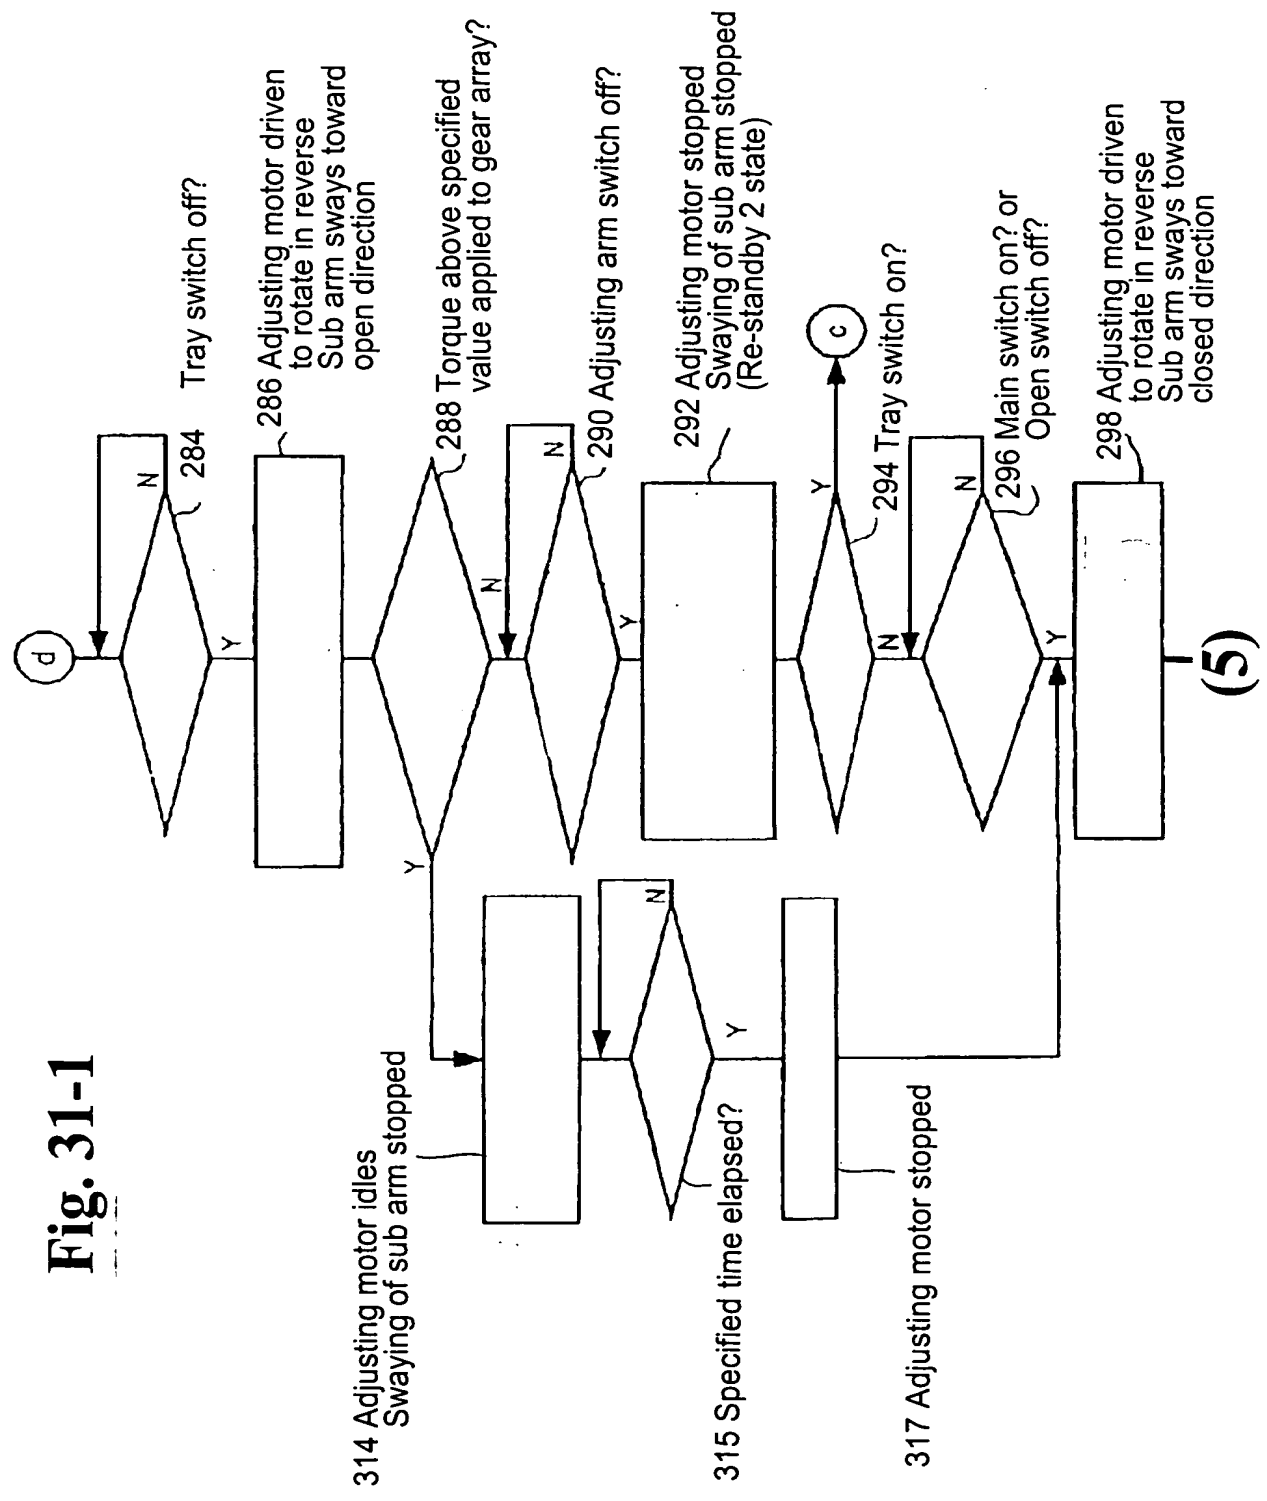 Fig. 31-1
d
N
284 Tray switch off?
Y
286 Adjusting motor driven
to rotate in reverse
Sub arm sways toward
open direction
288 Torque above specified
value applied to gear array?
Y
N
N
290 Adjusting arm switch off?
Y
292 Adjusting motor stopped
Swaying of sub arm stopped
(Re-standby 2 state)
Y
c
294 Tray switch on?
N
N
296 Main switch on? or
Open switch off?
Y
298 Adjusting motor driven
to rotate in reverse
Sub arm sways toward
closed direction
(5)
314 Adjusting motor idles
Swaying of sub arm stopped
N
315 Specified time elapsed?
Y
317 Adjusting motor stopped